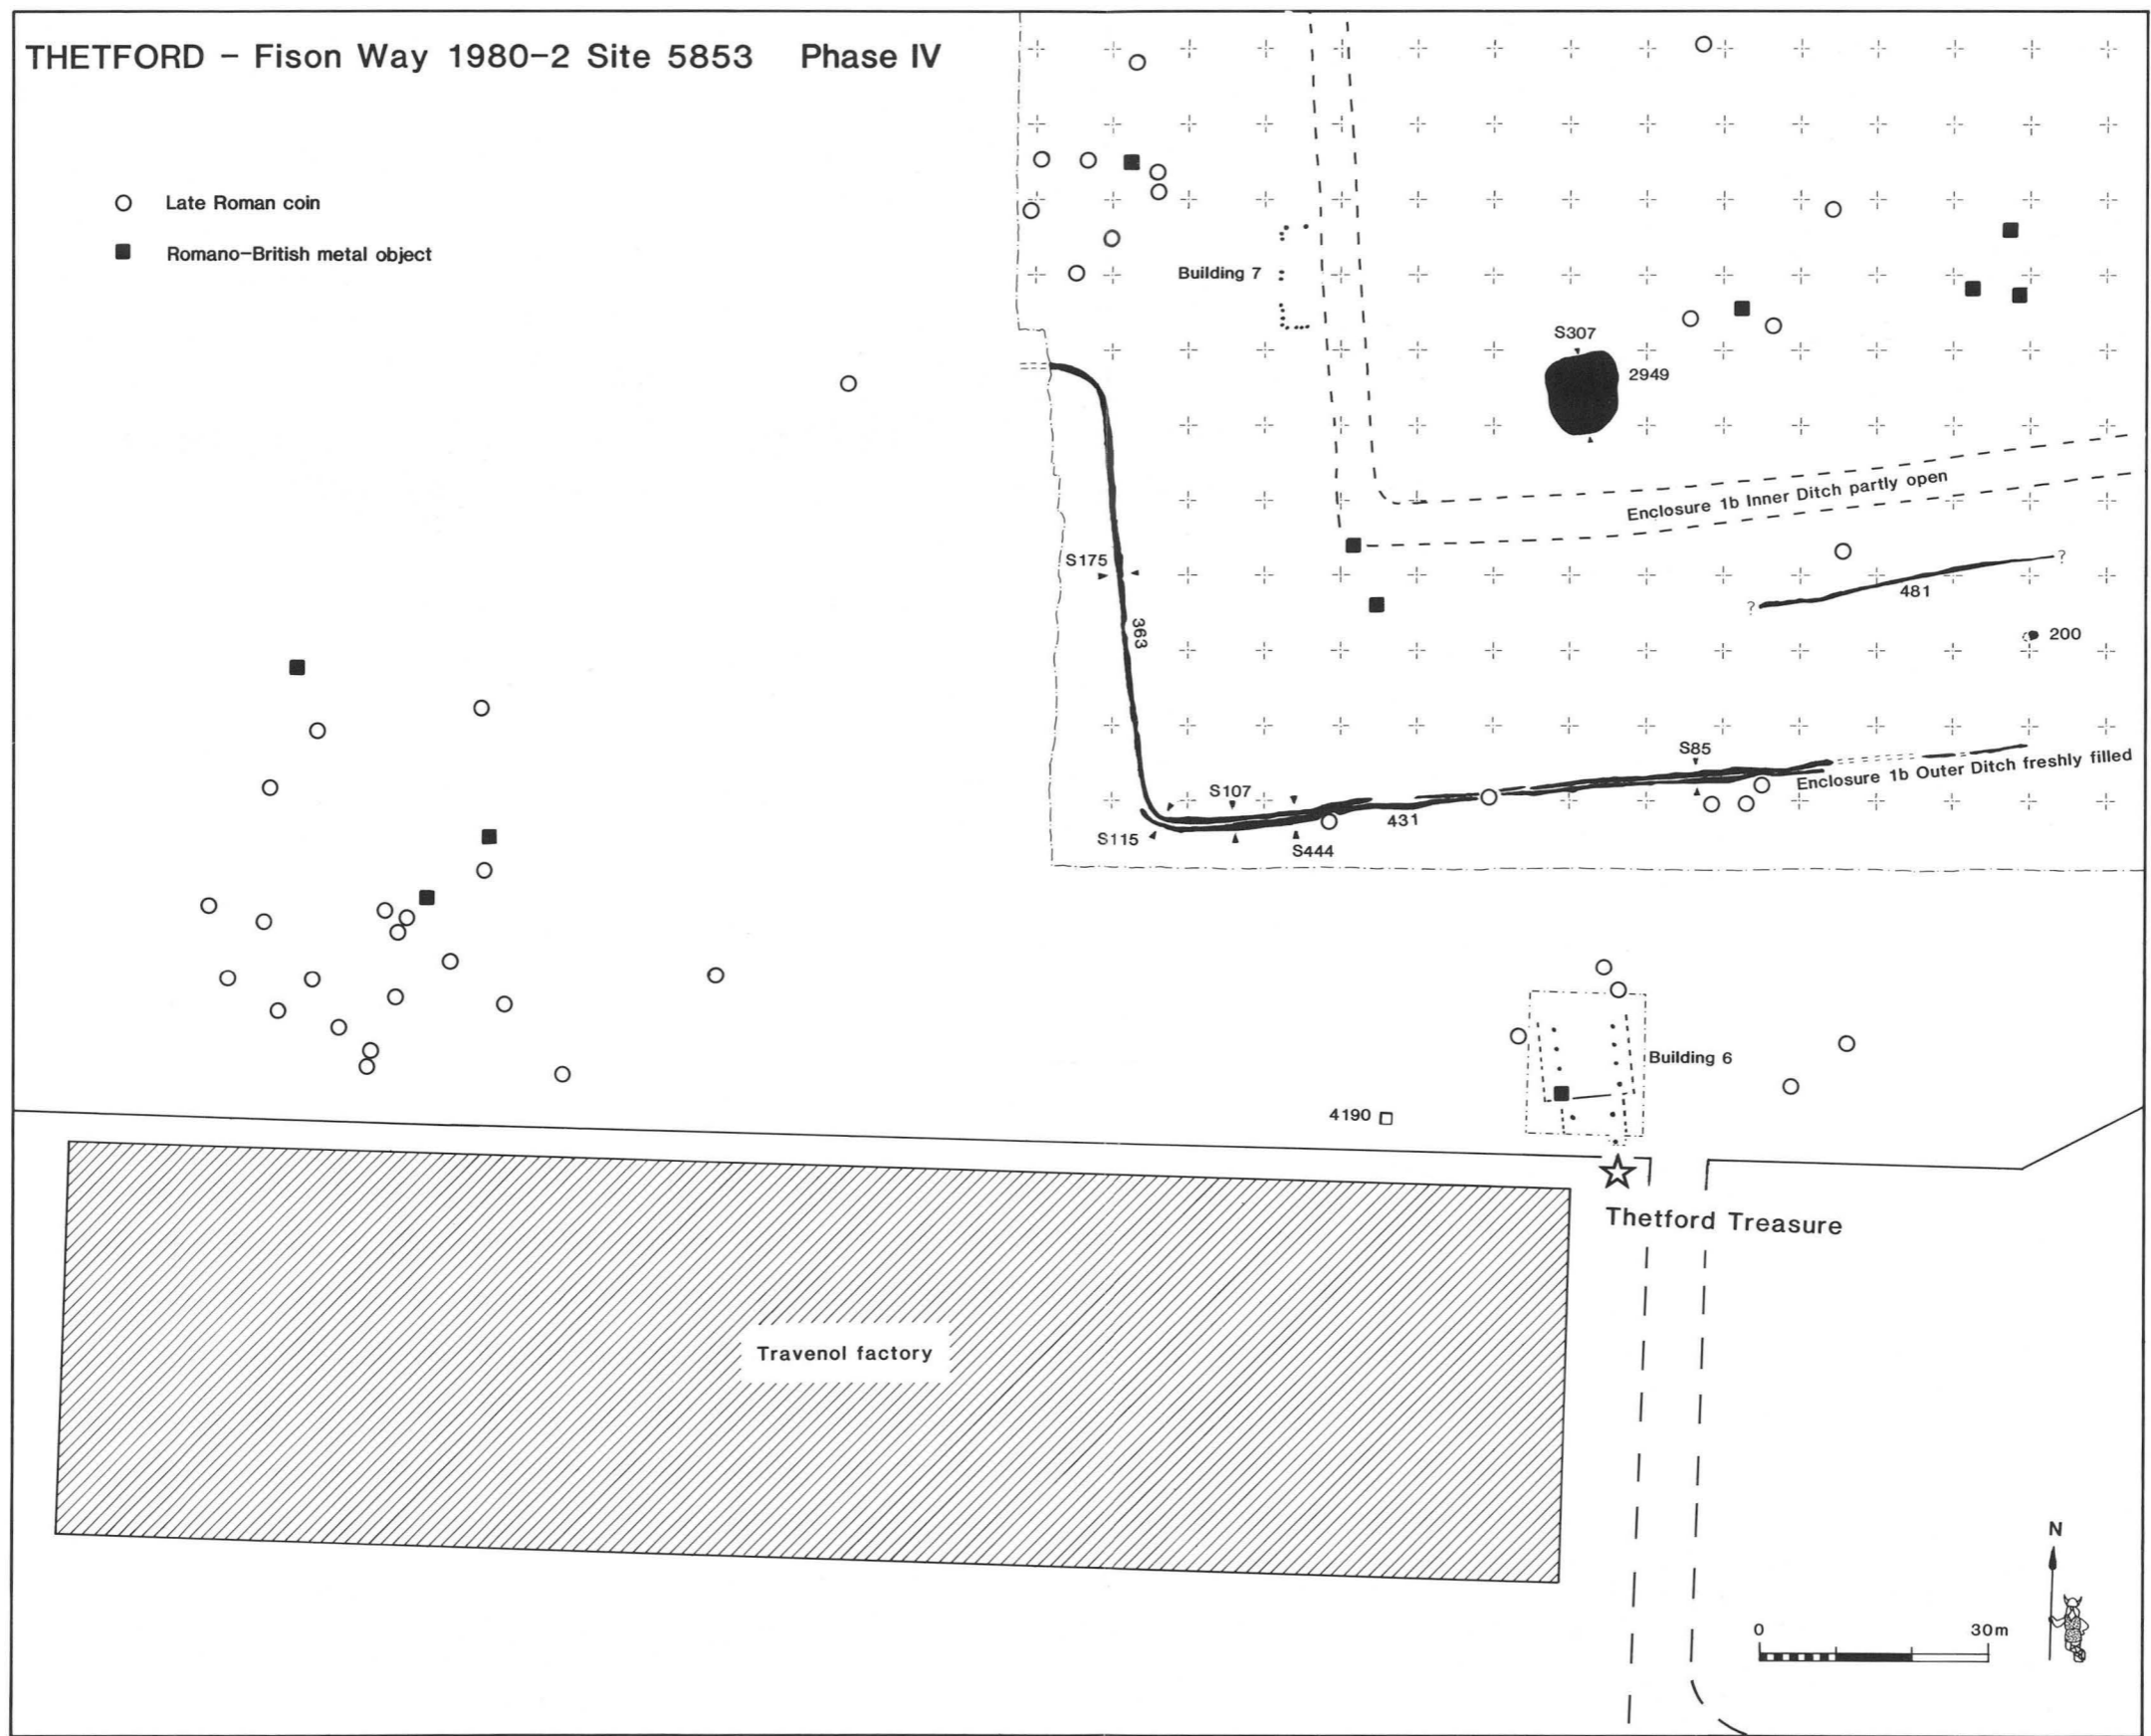 THETFORD – Fison Way 1980–2 Site 5853 Phase IV
Late Roman coin
Romano–British metal object
Building 7
S307
2949
Enclosure 1b Inner Ditch partly open
S175
363
?
481
?
200
S85
Enclosure 1b Outer Ditch freshly filled
S107
431
S115
S444
Building 6
4190
Thetford Treasure
Travenol factory
N
0 30m